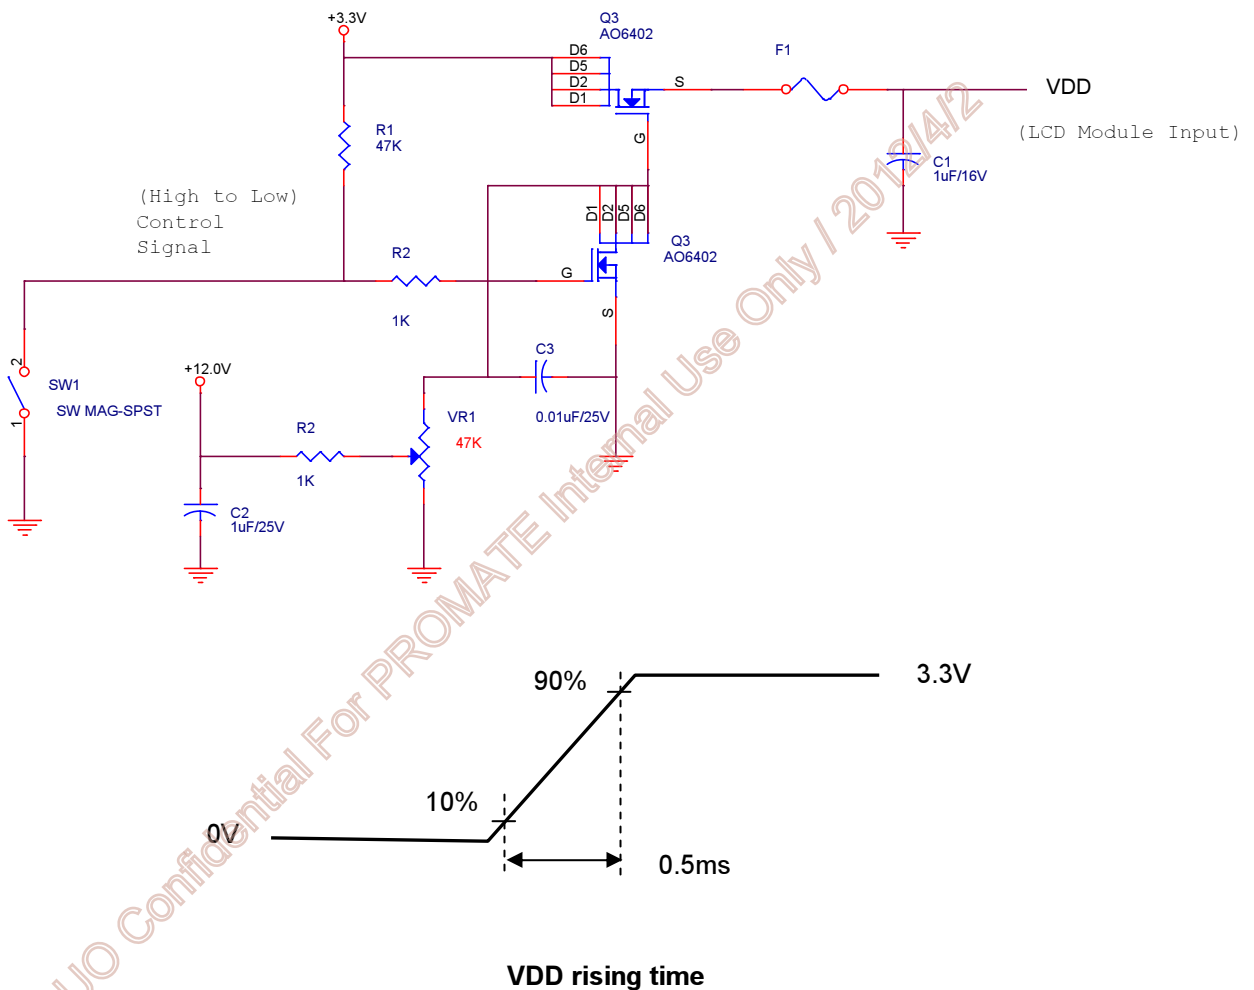 +3.3V
Q3
AO6402
D6
D5
D2
D1
S
G
F1
VDD
(LCD Module Input)
C1
1uF/16V
R1
47K
(High to Low)
Control
Signal
R2
1K
G
D1
D2
D5
D6
Q3
AO6402
S
2
1
SW1
SW MAG-SPST
+12.0V
C3
0.01uF/25V
VR1
47K
R2
1K
C2
1uF/25V
90%
3.3V
10%
0V
0.5ms
VDD rising time
UO Confidential For PROMATE Internal Use Only / 2012/4/2